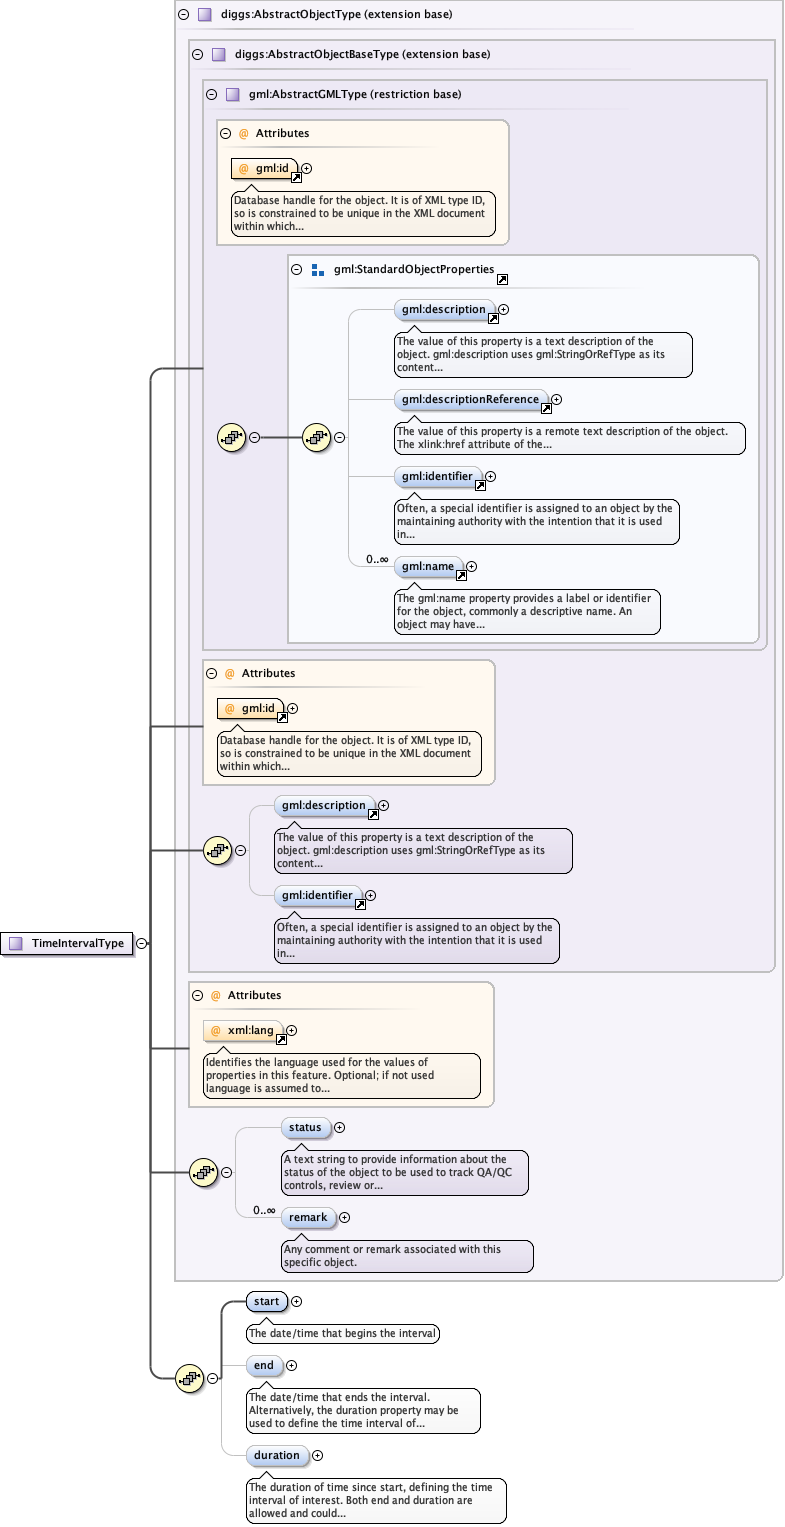 diggs:AbstractObjectType (extension base)
diggs:AbstractObjectBaseType (extension base)
gml:AbstractGMLType (restriction base)
@ Attributes
@ gml:id
Database handle for the object. It is of XML type ID,
so is constrained to be unique in the XML document
within which...
gml:StandardObjectProperties
gml:description
The value of this property is a text description of the
object. gml:description uses gml:StringOrRefType as its
content...
gml:descriptionReference
The value of this property is a remote text description of the object.
The xlink:href attribute of the...
gml:identifier
Often, a special identifier is assigned to an object by the
maintaining authority with the intention that it is used
in...
0..∞
gml:name
The gml:name property provides a label or identifier
for the object, commonly a descriptive name. An
object may have...
@ Attributes
@ gml:id
Database handle for the object. It is of XML type ID,
so is constrained to be unique in the XML document
within which...
gml:description
The value of this property is a text description of the
object. gml:description uses gml:StringOrRefType as its
content...
gml:identifier
Often, a special identifier is assigned to an object by the
maintaining authority with the intention that it is used
in...
TimeIntervalType
@ Attributes
@ xml:lang
Identifies the language used for the values of
properties in this feature. Optional; if not used
language is assumed to...
status
A text string to provide information about the
status of the object to be used to track QA/QC
controls, review or...
0..∞
remark
Any comment or remark associated with this
specific object.
start
The date/time that begins the interval
end
The date/time that ends the interval.
Alternatively, the duration property may be
used to define the time interval of...
duration
The duration of time since start, defining the time
interval of interest. Both end and duration are
allowed and could...